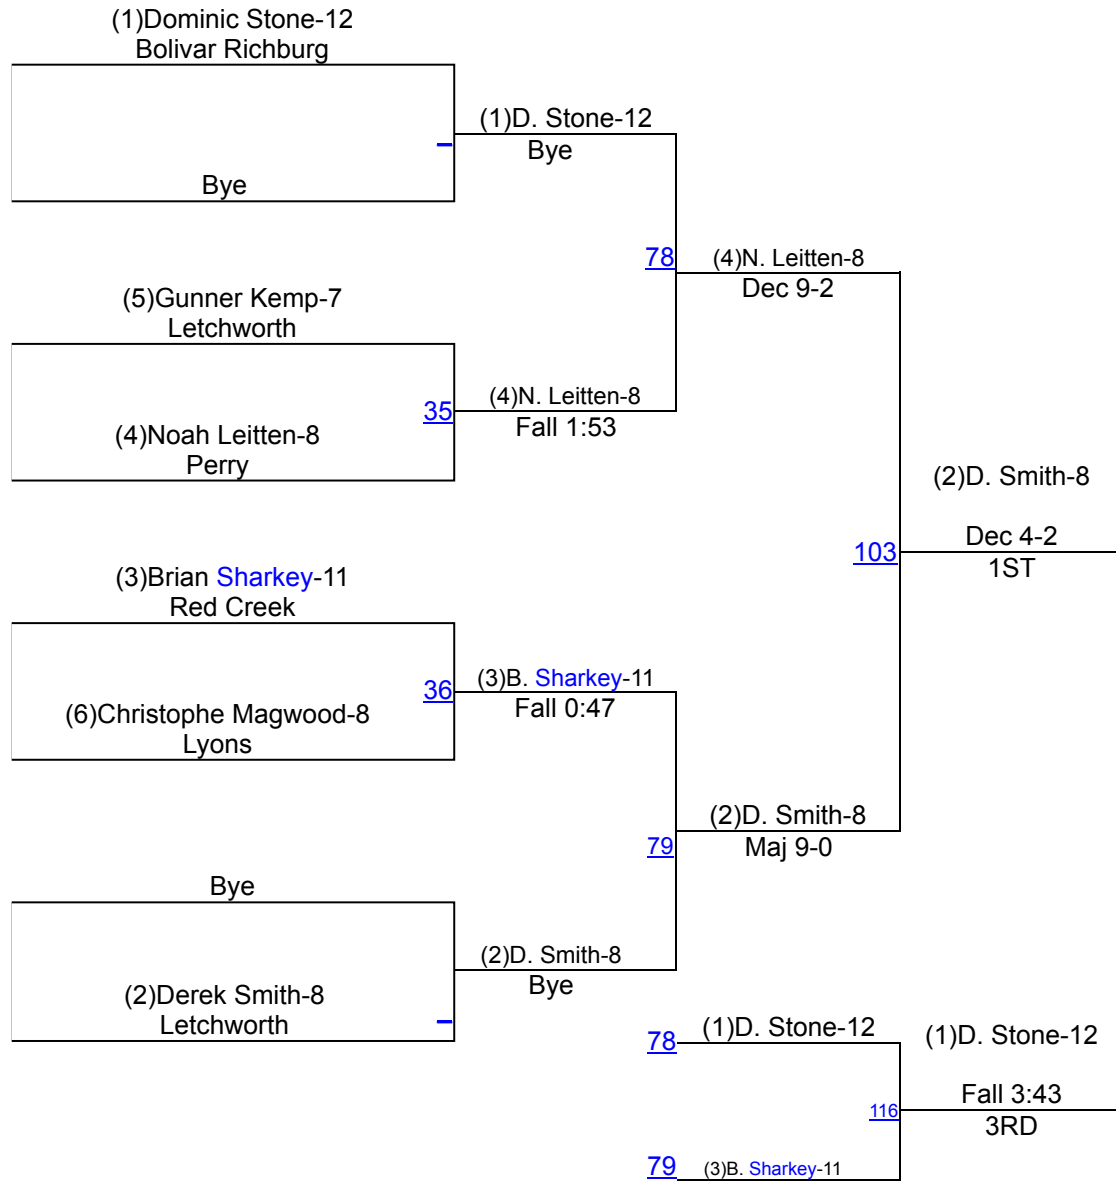 (1)Dominic Stone-12
Bolivar Richburg
(1)D. Stone-12
Bye
Bye
78
(4)N. Leitten-8
Dec 9-2
(5)Gunner Kemp-7
Letchworth
35
(4)N. Leitten-8
Fall 1:53
(4)Noah Leitten-8
Perry
(2)D. Smith-8
103
Dec 4-2
1ST
(3)Brian Sharkey-11
Red Creek
36
(3)B. Sharkey-11
Fall 0:47
(6)Christophe Magwood-8
Lyons
79
(2)D. Smith-8
Maj 9-0
Bye
(2)D. Smith-8
Bye
(2)Derek Smith-8
Letchworth
78
(1)D. Stone-12
(1)D. Stone-12
116
Fall 3:43
3RD
79
(3)B. Sharkey-11